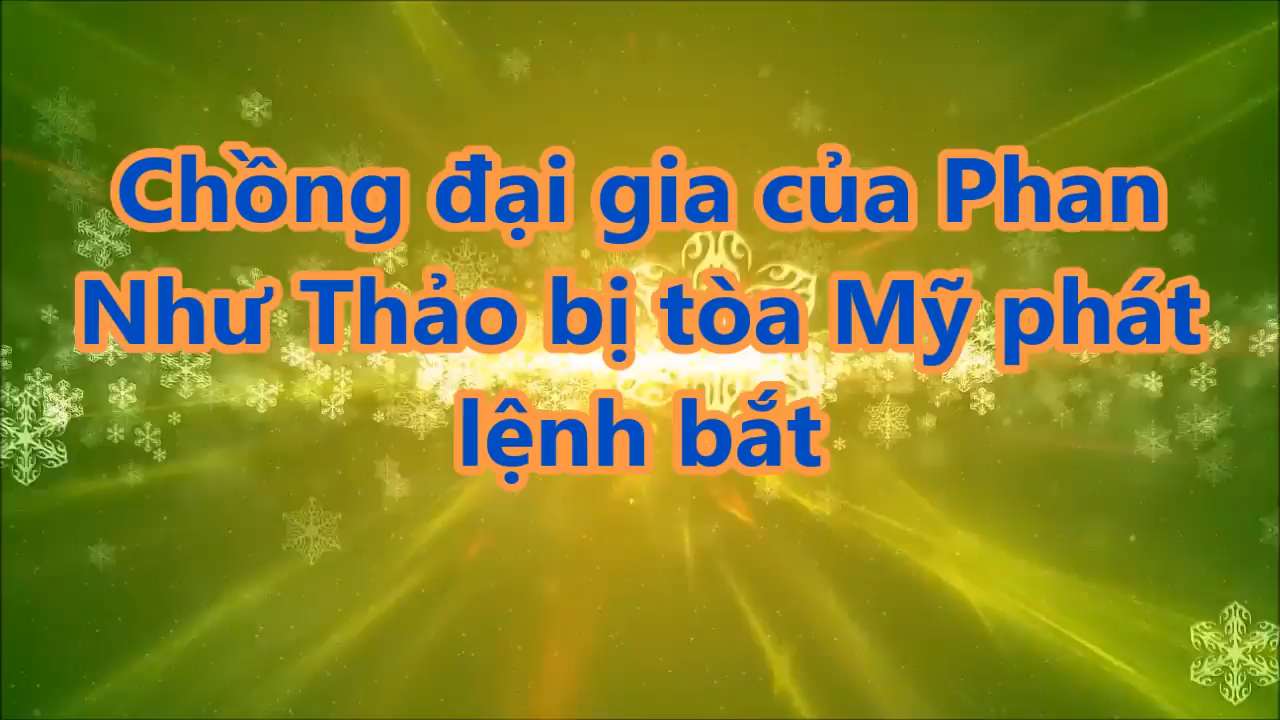 Chồng đại gia của Phan
Như Thảo bị tòa Mỹ phát
lệnh bắt